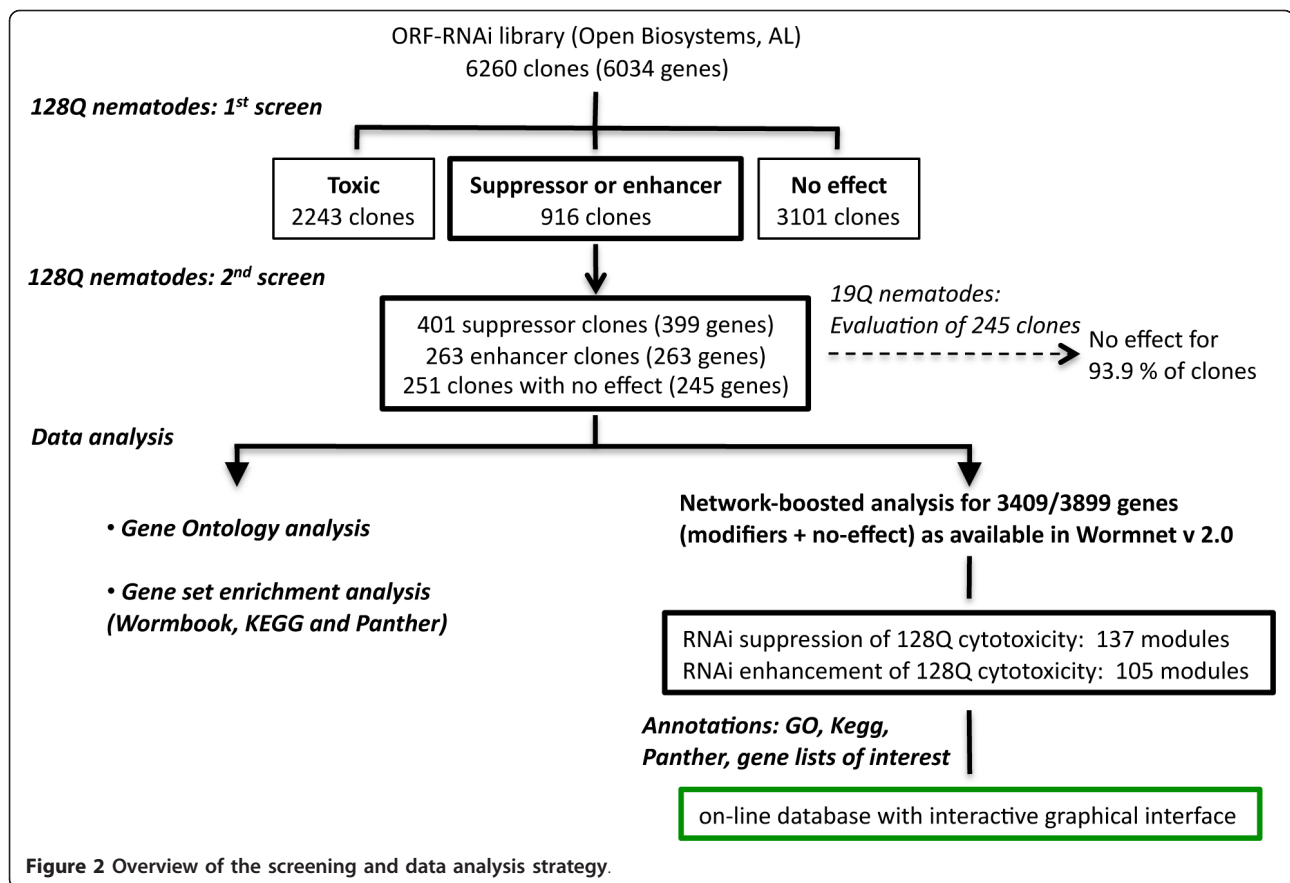 ORF-RNAi library (Open Biosystems, AL)
6260 clones (6034 genes)
128Q nematodes: 1st screen
Toxic
2243 clones
Suppressor or enhancer
916 clones
No effect
3101 clones
128Q nematodes: 2nd screen
401 suppressor clones (399 genes)
263 enhancer clones (263 genes)
251 clones with no effect (245 genes)
19Q nematodes:
Evaluation of 245 clones
No effect for
93.9 % of clones
Data analysis
• Gene Ontology analysis
• Gene set enrichment analysis
(Wormbook, KEGG and Panther)
Network-boosted analysis for 3409/3899 genes
(modifiers + no-effect) as available in Wormnet v 2.0
RNAi suppression of 128Q cytotoxicity: 137 modules
RNAi enhancement of 128Q cytotoxicity: 105 modules
Annotations: GO, Kegg,
Panther, gene lists of interest
on-line database with interactive graphical interface
Figure 2 Overview of the screening and data analysis strategy.